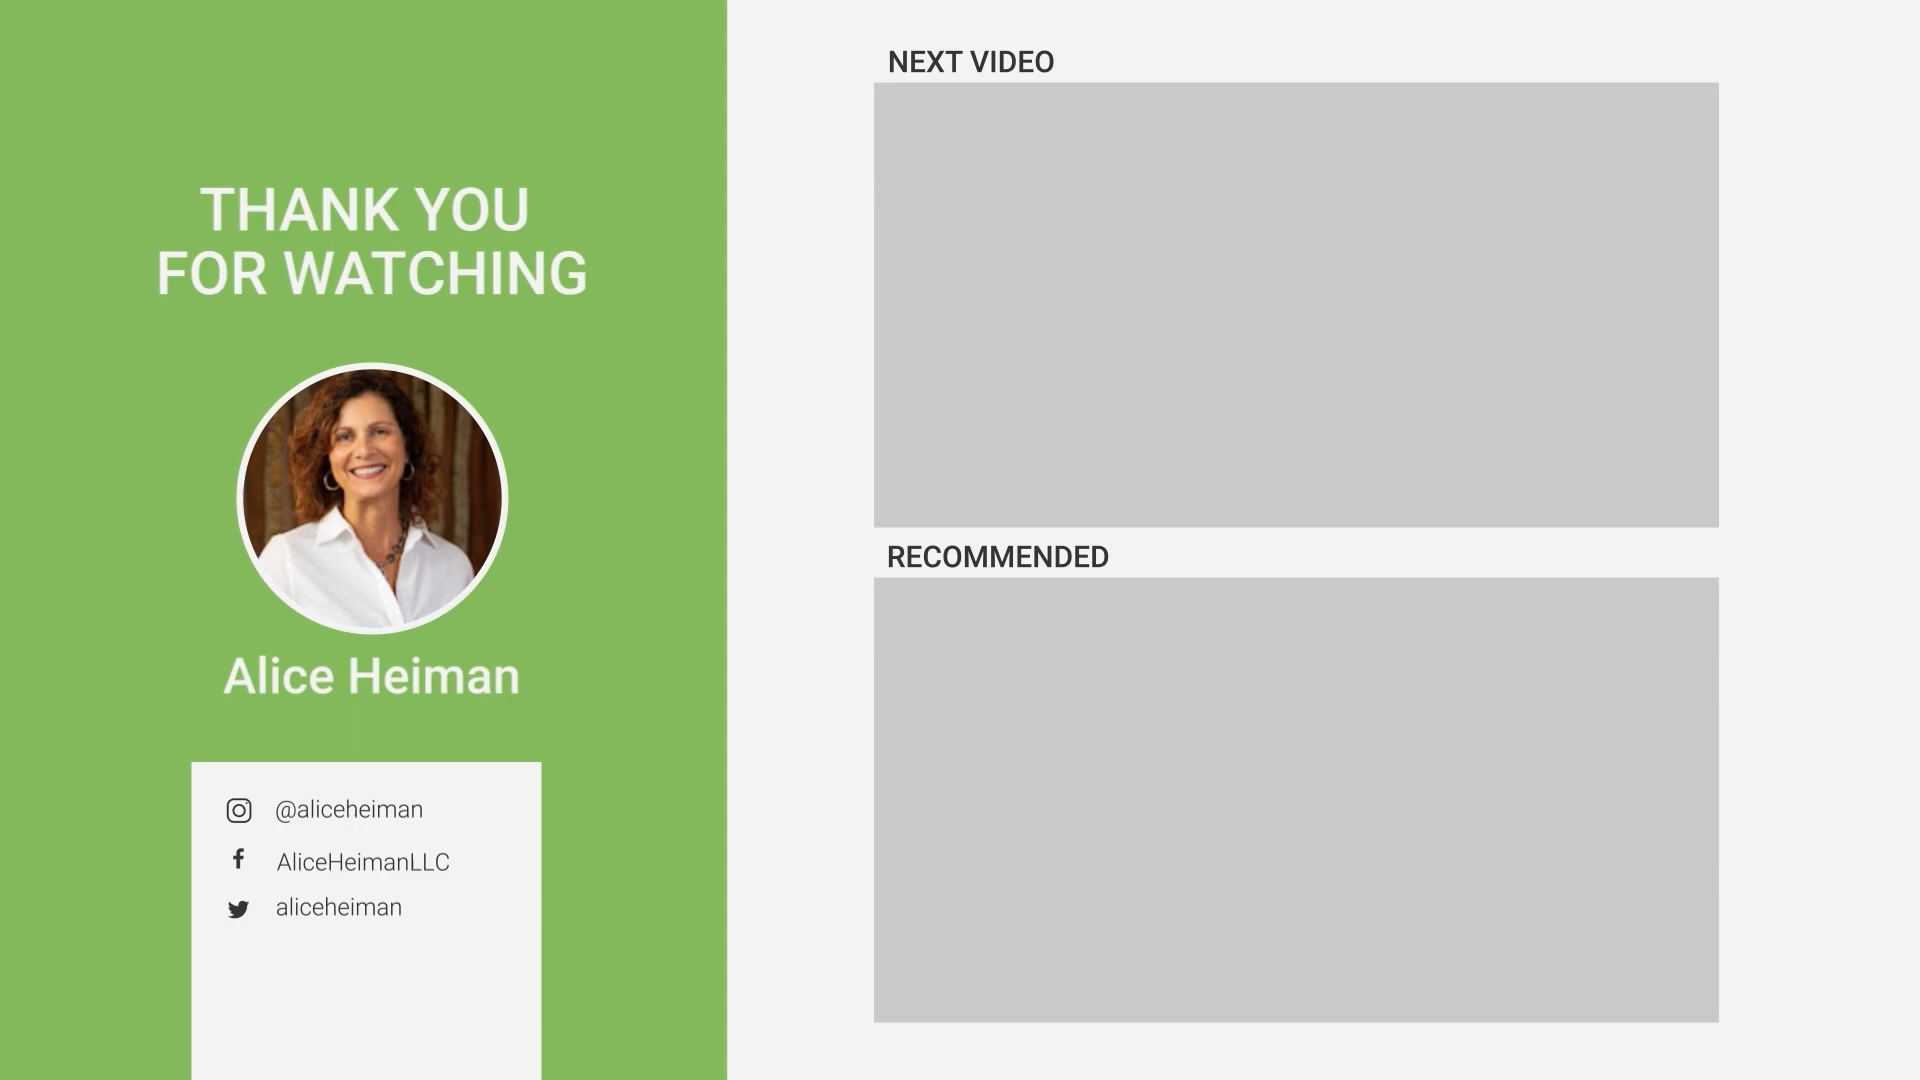 THANK YOU
FOR WATCHING
Alice Heiman
@aliceheiman
AliceHeimanLLC
aliceheiman
NEXT VIDEO
RECOMMENDED